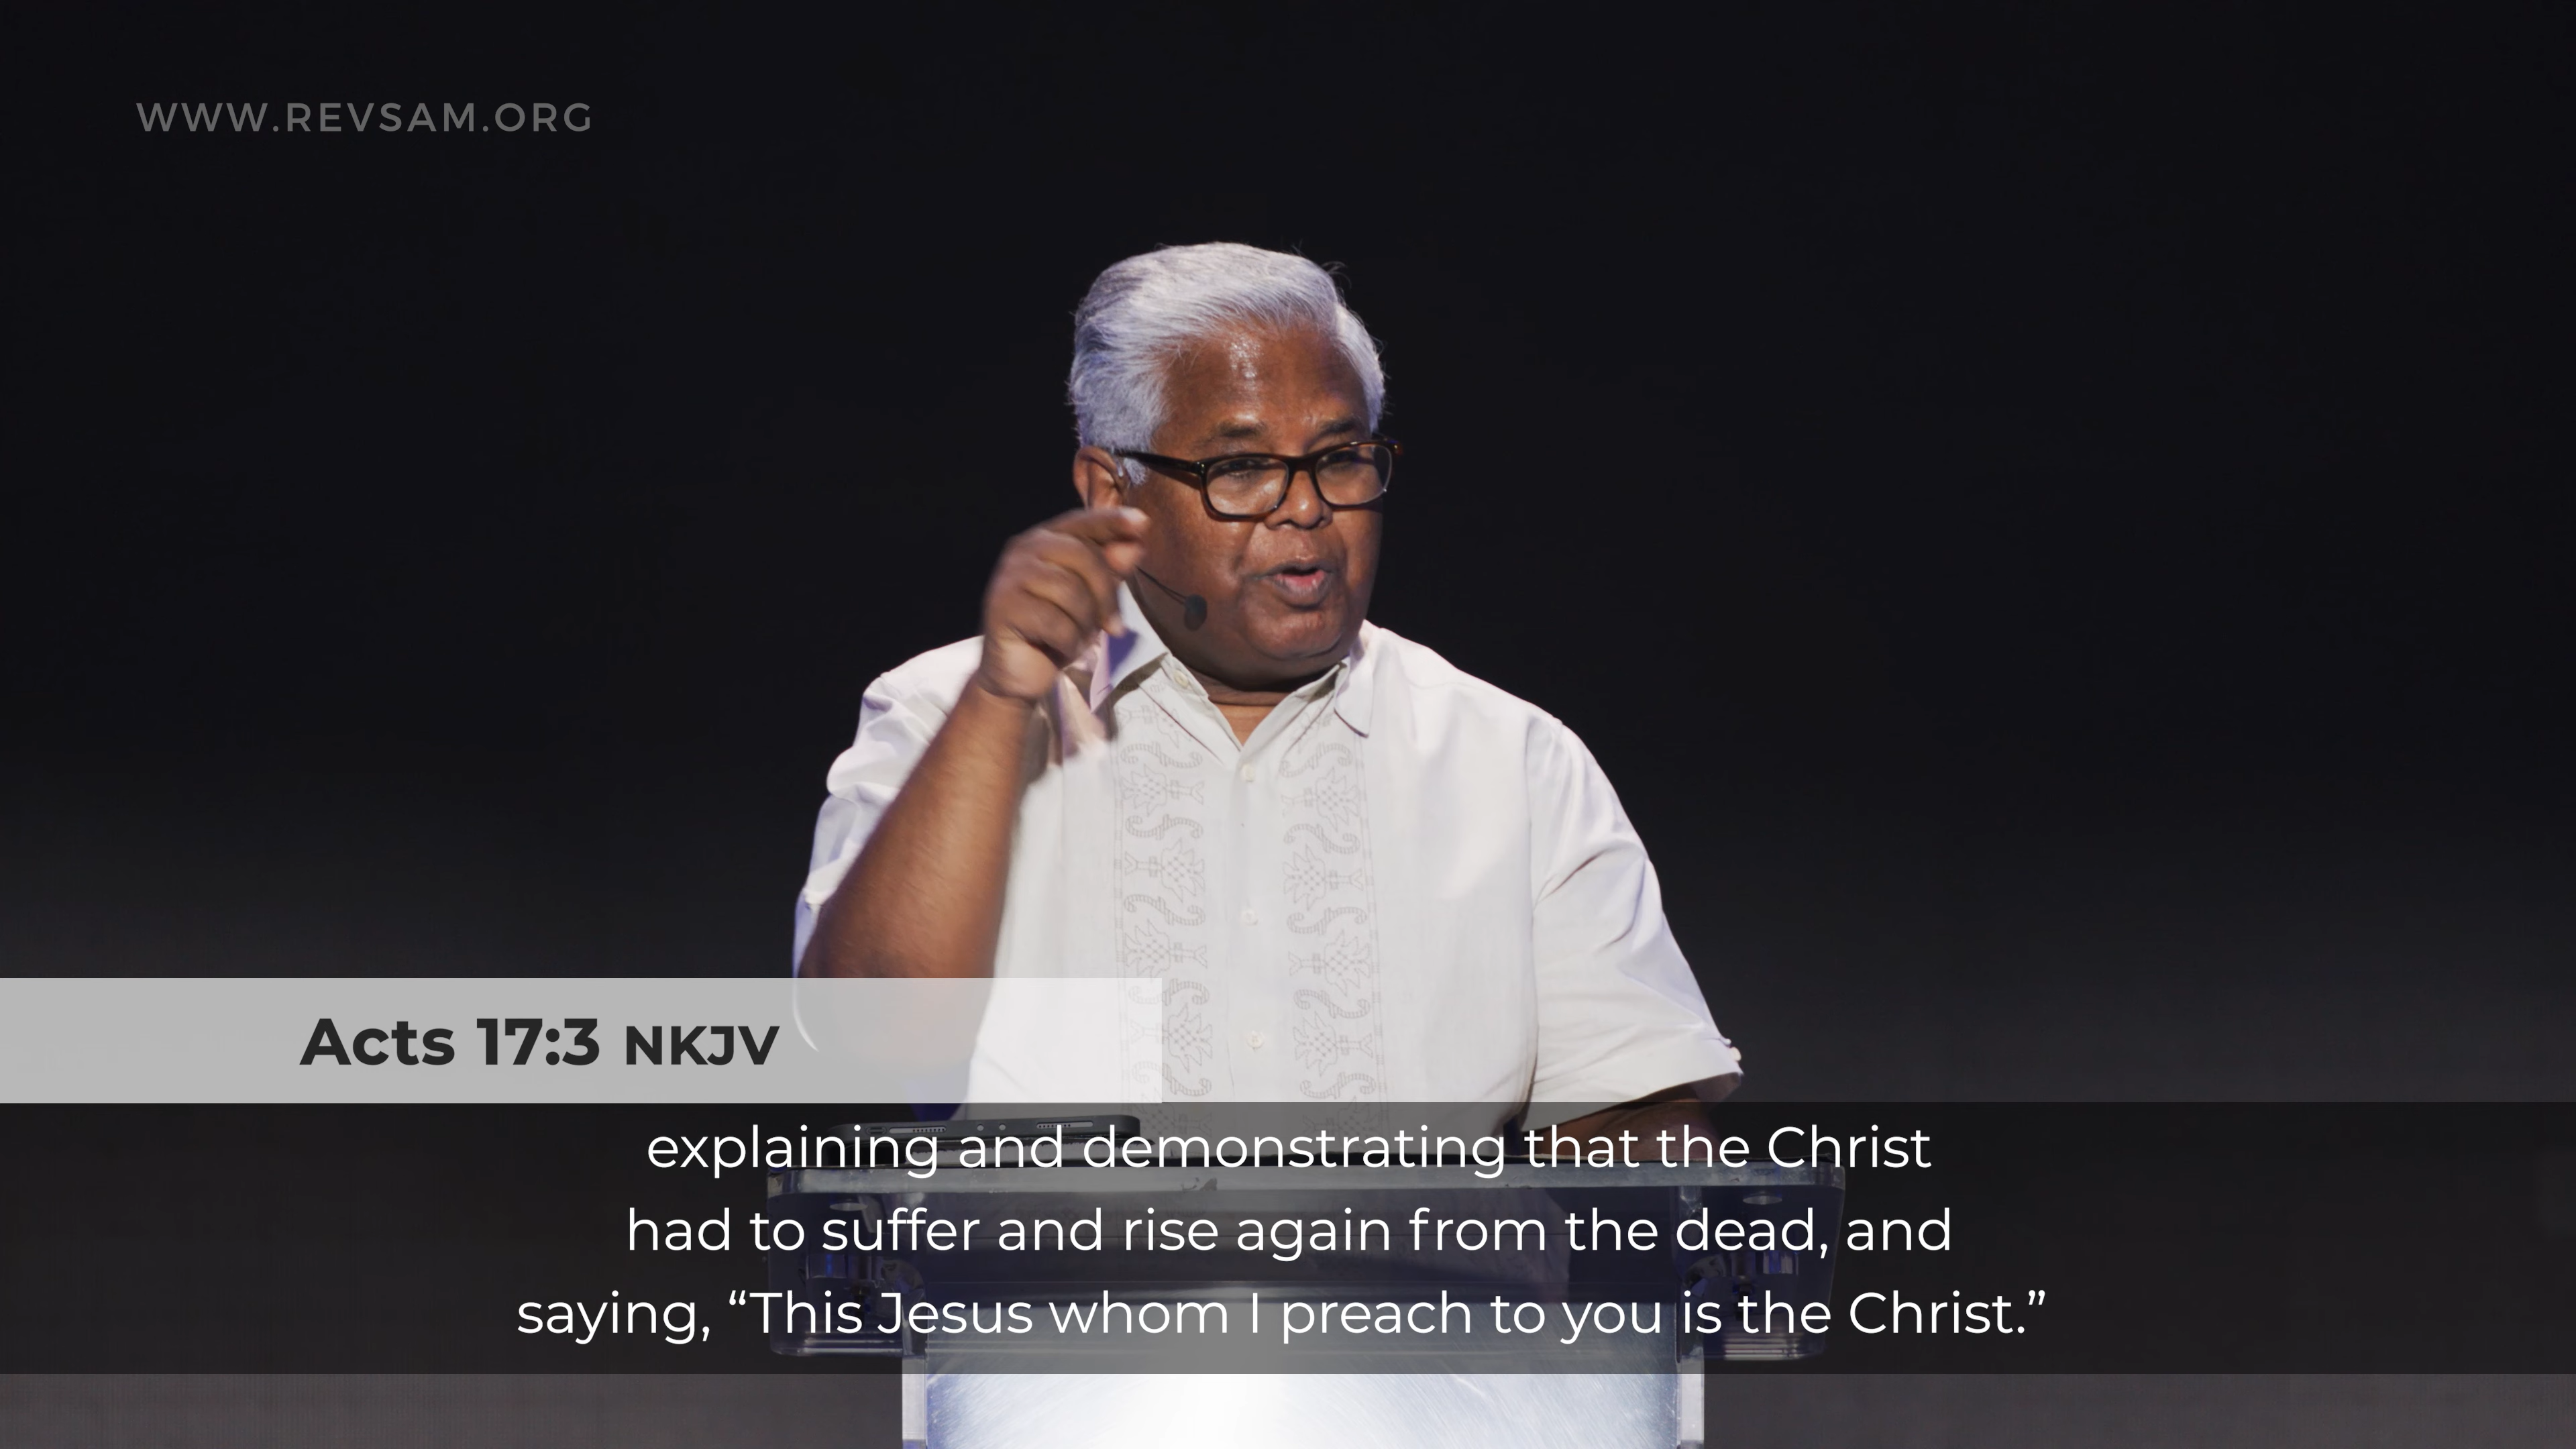 WWW.REVSAM.ORG
Acts 17:3 NKJV
explaining and demonstrating that the Christ
had to suffer and rise again from the dead, and
saying, “This Jesus whom I preach to you is the Christ.”